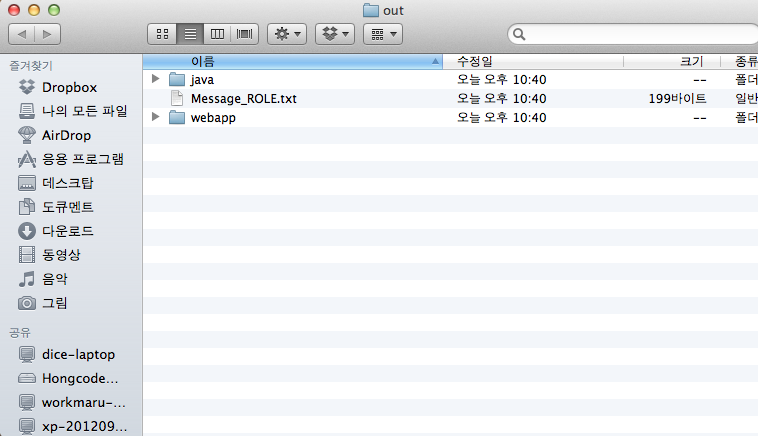 out
즐겨찾기
Dropbox
나의 모든 파일
AirDrop
응용 프로그램
데스크탑
도큐멘트
다운로드
동영상
음악
그림
공유
dice-laptop
Hongcode...
workmaru-...
xp-201209...
이름 수정일 크기 종류
java 오늘 오후 10:40 -- 폴더
Message_ROLE.txt 오늘 오후 10:40 199바이트 일반
webapp 오늘 오후 10:40 -- 폴더